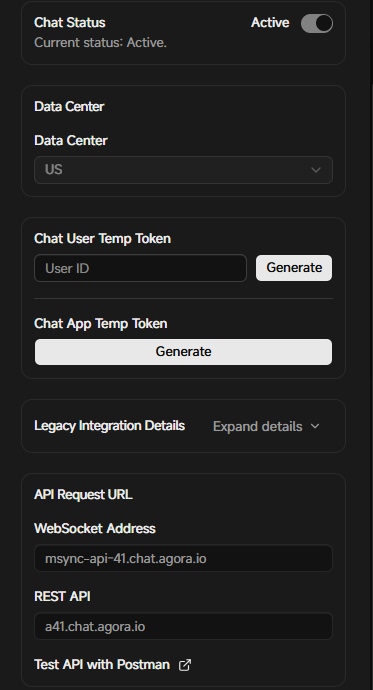 Chat Status
Active
Current status: Active.
Data Center
Data Center
US
Chat User Temp Token
User ID
Generate
Chat App Temp Token
Generate
Legacy Integration Details
Expand details
API Request URL
WebSocket Address
msync-api-41.chat.agora.io
REST API
a41.chat.agora.io
Test API with Postman